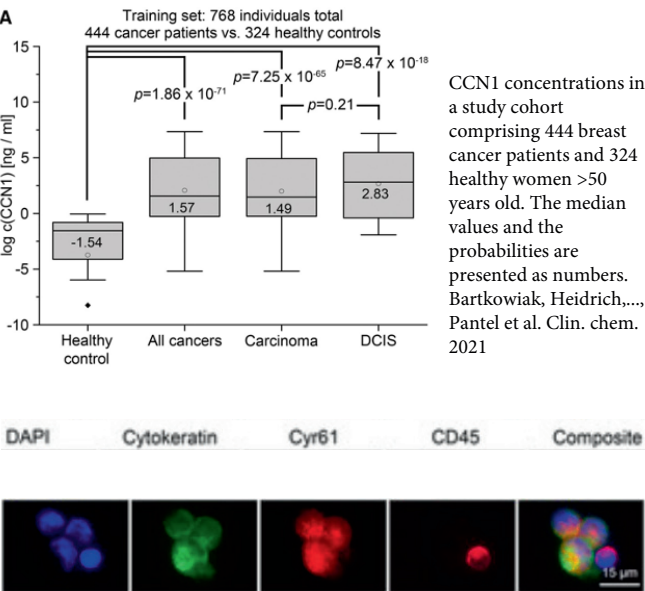 A
Training set: 768 individuals total
444 cancer patients vs. 324 healthy controls
log c(CCN1) [ng / ml]
15
10
5
0
-5
-10
p=1.86 x 10-71
p=7.25 x 10-65
p=8.47 x 10-18
p=0.21
-1.54
1.57
1.49
2.83
Healthy
control
All cancers
Carcinoma
DCIS
CCN1 concentrations in
a study cohort
comprising 444 breast
cancer patients and 324
healthy women >50
years old. The median
values and the
probabilities are
presented as numbers.
Bartkowiak, Heidrich,...,
Pantel et al. Clin. chem.
2021
DAPI
Cytokeratin
Cyr61
CD45
Composite
15 µm